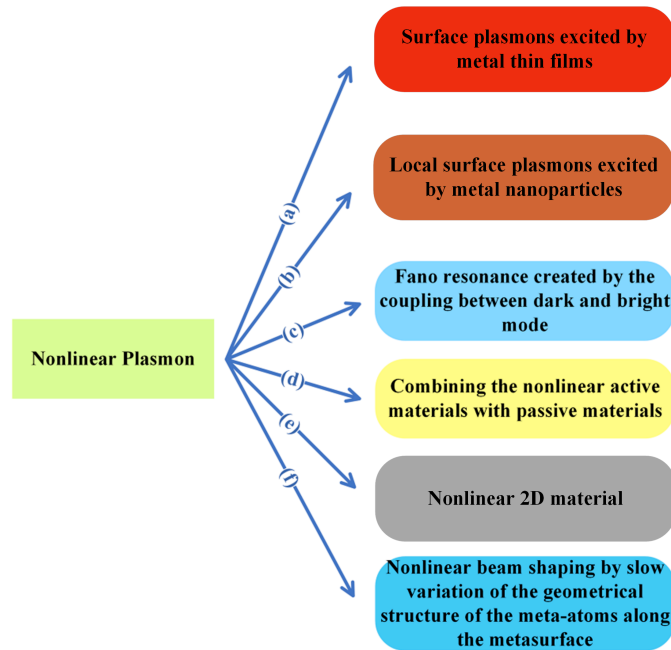 Surface plasmons excited by
metal thin films
(a)
Local surface plasmons excited
by metal nanoparticles
(b)
Fano resonance created by the
coupling between dark and bright
mode
(c)
Nonlinear Plasmon
(d)
Combining the nonlinear active
materials with passive materials
(e)
Nonlinear 2D material
(f)
Nonlinear beam shaping by slow
variation of the geometrical
structure of the meta-atoms along
the metasurface